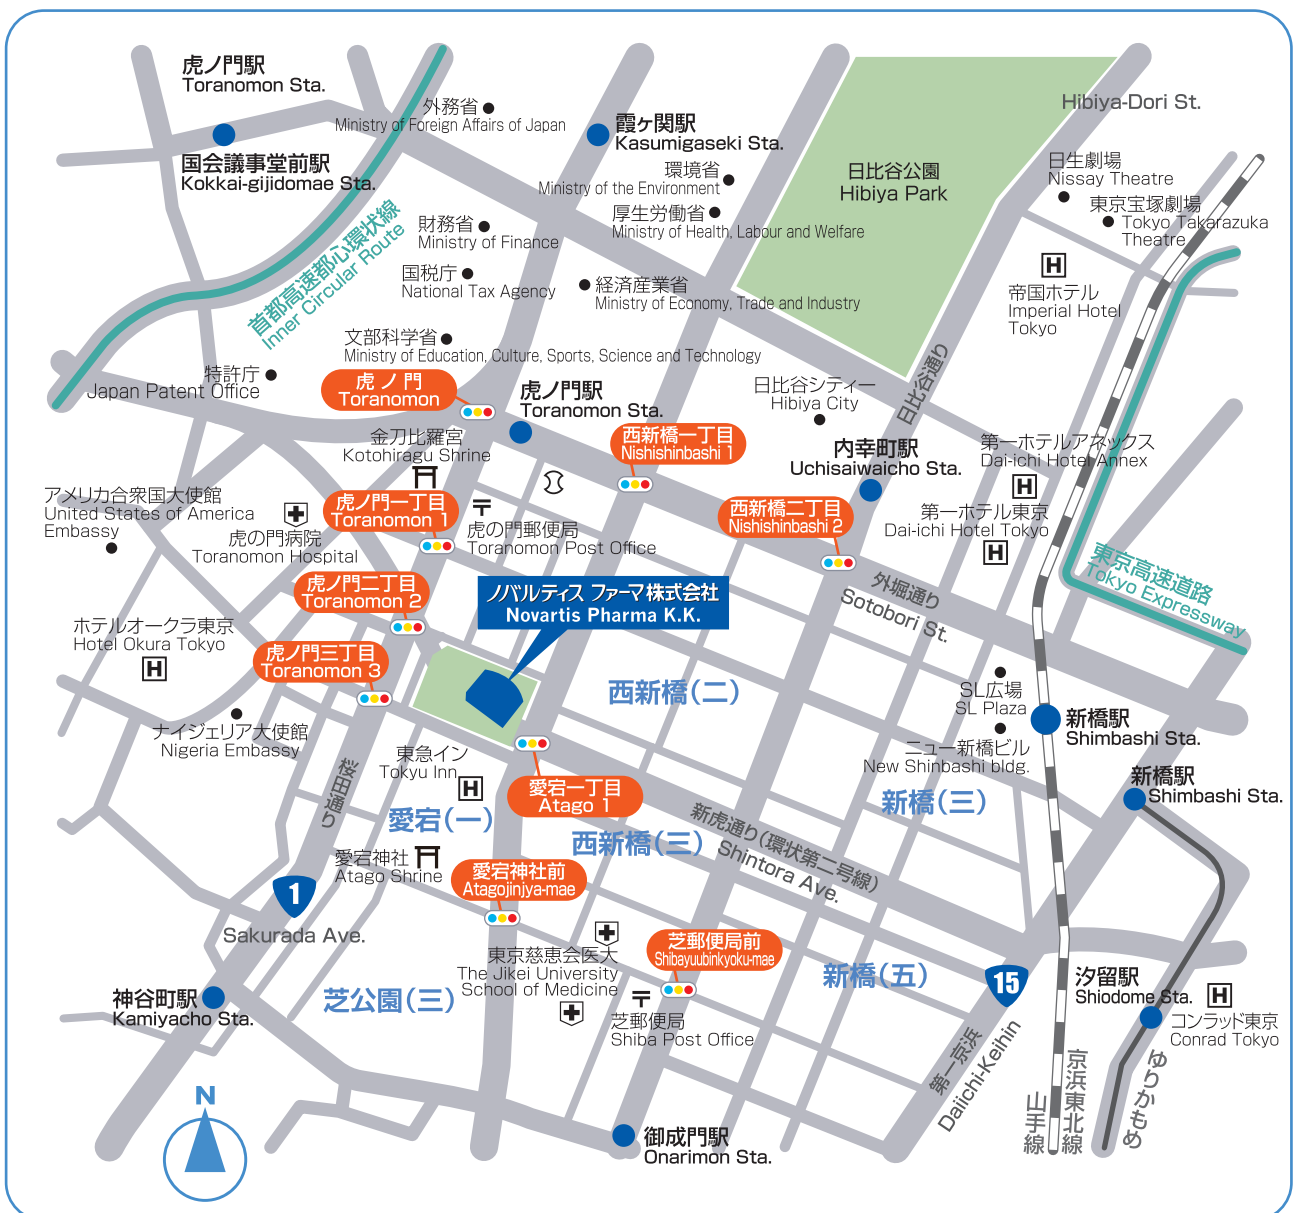 虎ノ門駅
Toranomon Sta.
国会議事堂前駅
Kokkai-gijidomae Sta.
外務省
Ministry of Foreign Affairs of Japan
霞ヶ関駅
Kasumigaseki Sta.
環境省
Ministry of the Environment
厚生労働省
Ministry of Health, Labour and Welfare
財務省
Ministry of Finance
国税庁
National Tax Agency
経済産業省
Ministry of Economy, Trade and Industry
文部科学省
Ministry of Education, Culture, Sports, Science and Technology
首都高速都心環状線
Inner Circular Route
日比谷公園
Hibiya Park
Hibiya-Dori St.
日生劇場
Nissay Theatre
東京宝塚劇場
Tokyo Takarazuka
Theatre
H
帝国ホテル
Imperial Hotel
Tokyo
特許庁
Japan Patent Office
虎ノ門
Toranomon
虎ノ門駅
Toranomon Sta.
西新橋一丁目
Nishishinbashi 1
日比谷シティー
Hibiya City
日比谷通り
内幸町駅
Uchisaiwaicho Sta.
第一ホテルアネックス
Dai-ichi Hotel Annex
H
第一ホテル東京
Dai-ichi Hotel Tokyo
H
金刀比羅宮
Kotohiragu Shrine
アメリカ合衆国大使館
United States of America
Embassy
虎の門病院
Toranomon Hospital
虎ノ門一丁目
Toranomon 1
〒
虎の門郵便局
Toranomon Post Office
西新橋二丁目
Nishishinbashi 2
虎ノ門二丁目
Toranomon 2
ノバルティス ファーマ株式会社
Novartis Pharma K.K.
外堀通り
Sotobori St.
東京高速道路
Tokyo Expressway
ホテルオークラ東京
Hotel Okura Tokyo
H
虎ノ門三丁目
Toranomon 3
ナイジェリア大使館
Nigeria Embassy
西新橋(二)
SL広場
SL Plaza
ニュー新橋ビル
New Shinbashi bldg.
新橋駅
Shimbashi Sta.
新橋駅
Shimbashi Sta.
桜田通り
東急イン
Tokyu Inn
H
愛宕一丁目
Atago 1
愛宕(一)
西新橋(三)
新橋(三)
新虎通り(環状第二号線)
Shintora Ave.
愛宕神社
Atago Shrine
愛宕神社前
Atagojinjya-mae
1
Sakurada Ave.
東京慈恵会医大
The Jikei University
School of Medicine
芝郵便局前
Shibayuubinkyoku-mae
〒
芝郵便局
Shiba Post Office
新橋(五)
15
汐留駅
Shiodome Sta.
H
コンラッド東京
Conrad Tokyo
神谷町駅
Kamiyacho Sta.
芝公園(三)
第一京浜
Daiichi-Keihin
山手線
京浜東北線
ゆりかもめ
N
御成門駅
Onarimon Sta.